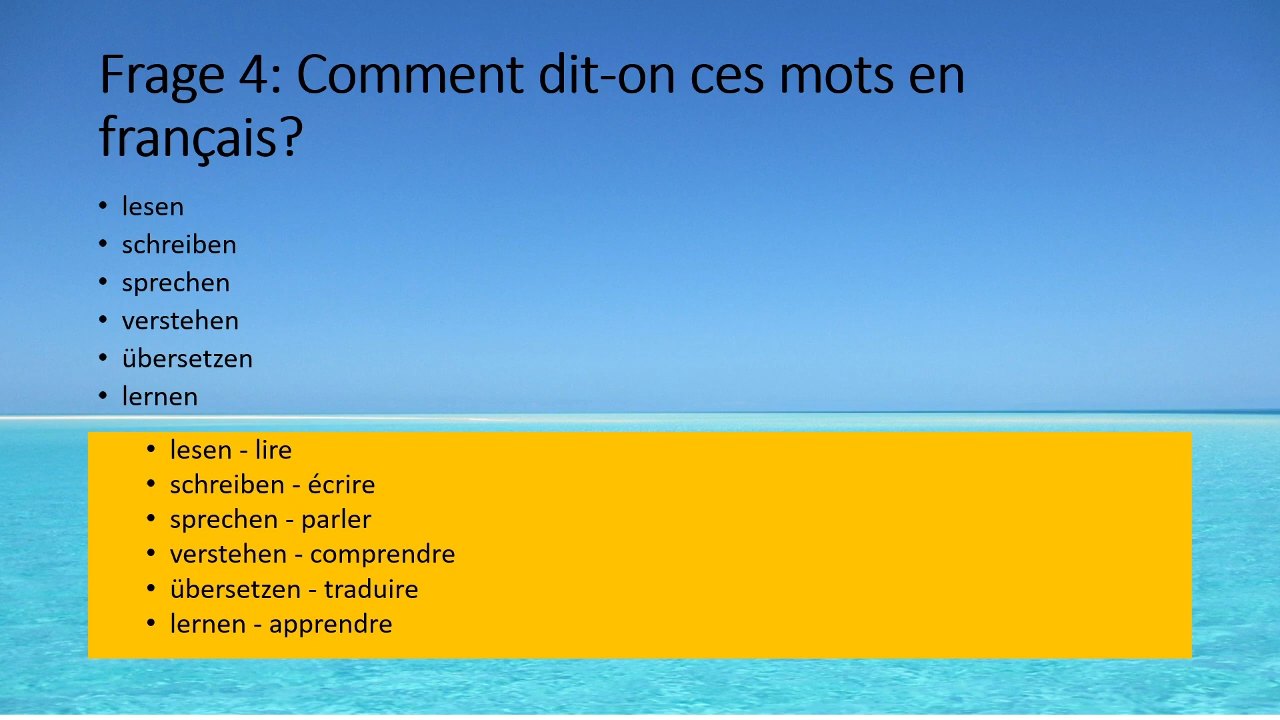 Frage 4: Comment dit-on ces mots en
français?
• lesen
• schreiben
• sprechen
• verstehen
• übersetzen
• lernen
• lesen - lire
• schreiben - écrire
• sprechen - parler
• verstehen - comprendre
• übersetzen - traduire
• lernen - apprendre